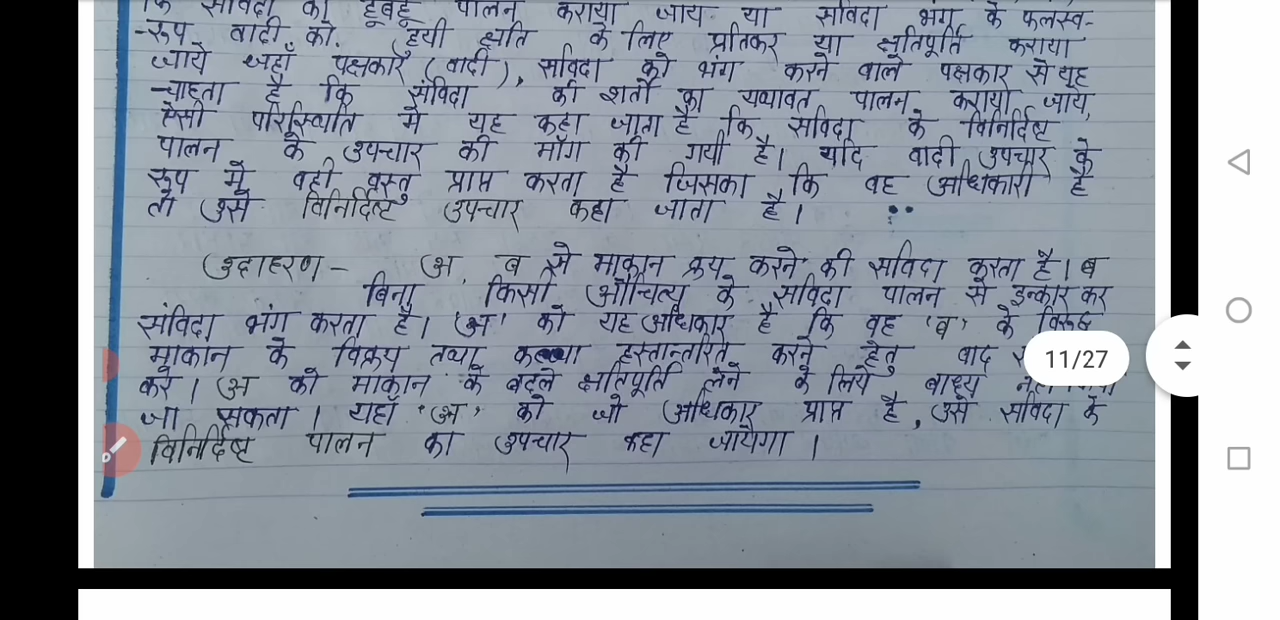 कि संविदा का हूबहू पालन कराया जाय या संविदा भंग के फलस्व-
-रूप वादी को हुयी क्षति के लिए प्रतिकर या क्षतिपूर्ति कराया
जाये जहाँ पक्षकार (वादी), संविदा को भंग करने वाले पक्षकार से यह
-चाहता है कि संविदा की शर्तों का यथावत पालन कराया जाय,
ऐसी परिस्थिति में यह कहा जाता है कि संविदा के विनिर्दिष्ट
पालन के उपचार की माँग की गयी है। यदि वादी उपचार के
रूप में वही वस्तु प्राप्त करता है जिसका कि वह अधिकारी है
तो उसे विनिर्दिष्ट उपचार कहा जाता है।
उदाहरण - अ, ब से माकान क्रय करने की संविदा करता है। ब
बिना किसी औचित्य के संविदा पालन से इन्कार कर
संविदा भंग करता है। 'अ' को यह अधिकार है कि वह 'ब' के विरुद्ध
माकान के विक्रय तथा कब्जा हस्तान्तरित करने हेतु वाद
करे। अ को माकान के बदले क्षतिपूर्ति लेने के लिये बाध्य
जा सकता। यहाँ 'अ' को जो अधिकार प्राप्त है, उसे संविदा के
विनिर्दिष्ट पालन का उपचार कहा जायेगा।
11/27